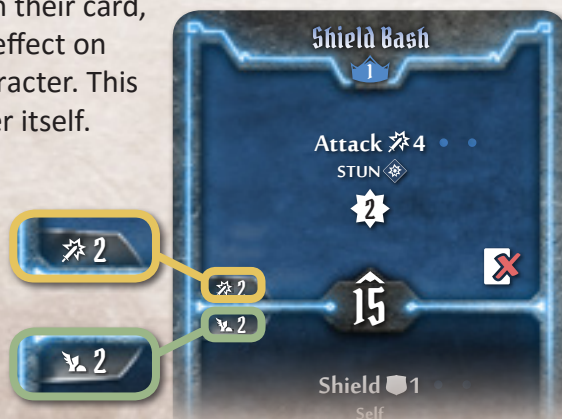 n their card,
effect on
racter. This
er itself.
Shield Bash
1
Attack 4
STUN
2
2
2
15
2
2
Shield 1
Self